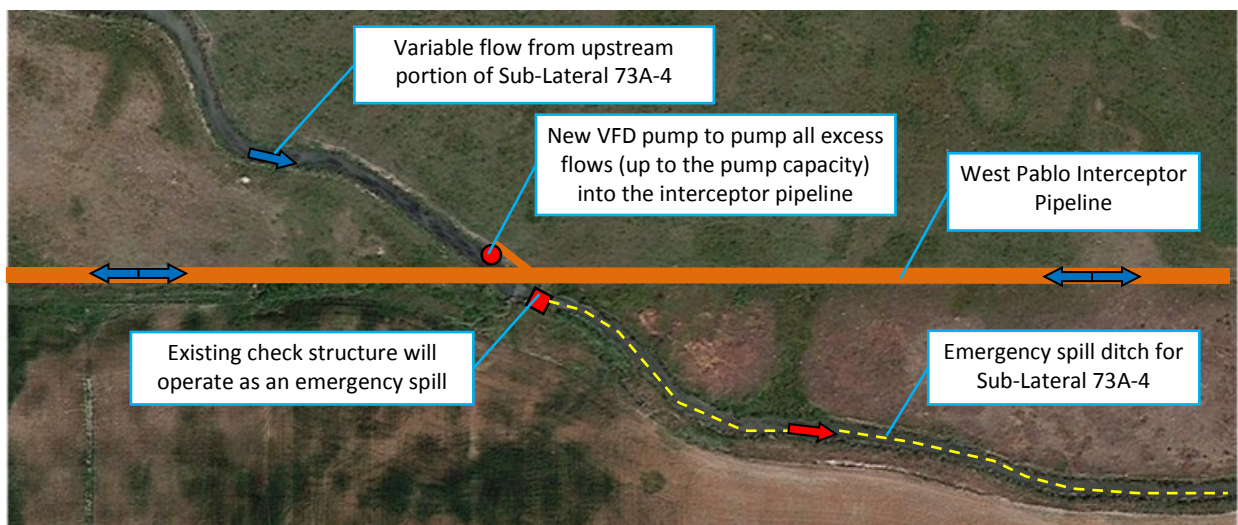 Variable flow from upstream
portion of Sub-Lateral 73A-4
New VFD pump to pump all excess
flows (up to the pump capacity)
into the interceptor pipeline
West Pablo Interceptor
Pipeline
Existing check structure will
operate as an emergency spill
Emergency spill ditch for
Sub-Lateral 73A-4